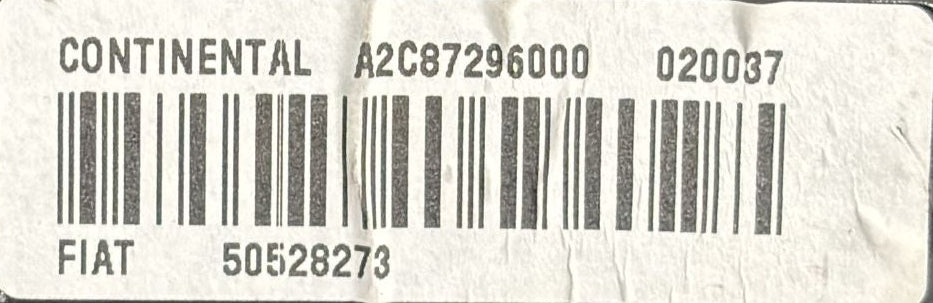 CONTINENTAL A2C87296000 020037
FIAT 50528273